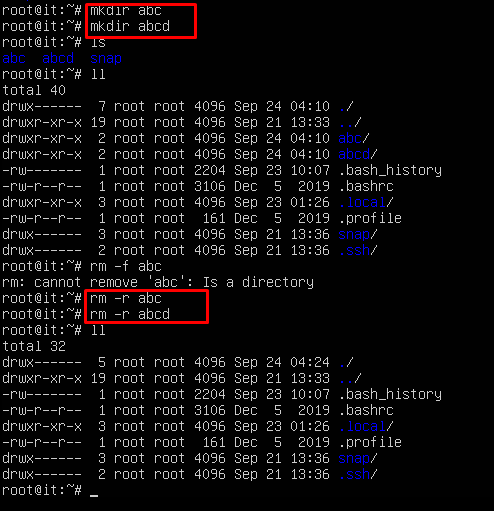 root@it:~# mkdir abc
root@it:~# mkdir abcd
root@it:~# ls
abc  abcd  snap
root@it:~# ll
total 40
drwx------  7 root root 4096 Sep 24 04:10 ./
drwxr-xr-x 19 root root 4096 Sep 21 13:33 ../
drwxr-xr-x  2 root root 4096 Sep 24 04:10 abc/
drwxr-xr-x  2 root root 4096 Sep 24 04:10 abcd/
-rw-------  1 root root 2204 Sep 23 10:07 .bash_history
-rw-r--r--  1 root root 3106 Dec  5  2019 .bashrc
drwxr-xr-x  3 root root 4096 Sep 23 01:26 .local/
-rw-r--r--  1 root root  161 Dec  5  2019 .profile
drwxr-xr-x  3 root root 4096 Sep 21 13:36 snap/
drwx------  2 root root 4096 Sep 21 13:36 .ssh/
root@it:~# rm -f abc
rm: cannot remove 'abc': Is a directory
root@it:~# rm -r abc
root@it:~# rm -r abcd
root@it:~# ll
total 32
drwx------  5 root root 4096 Sep 24 04:24 ./
drwxr-xr-x 19 root root 4096 Sep 21 13:33 ../
-rw-------  1 root root 2204 Sep 23 10:07 .bash_history
-rw-r--r--  1 root root 3106 Dec  5  2019 .bashrc
drwxr-xr-x  3 root root 4096 Sep 23 01:26 .local/
-rw-r--r--  1 root root  161 Dec  5  2019 .profile
drwx------  3 root root 4096 Sep 21 13:36 snap/
drwx------  2 root root 4096 Sep 21 13:36 .ssh/
root@it:~# _